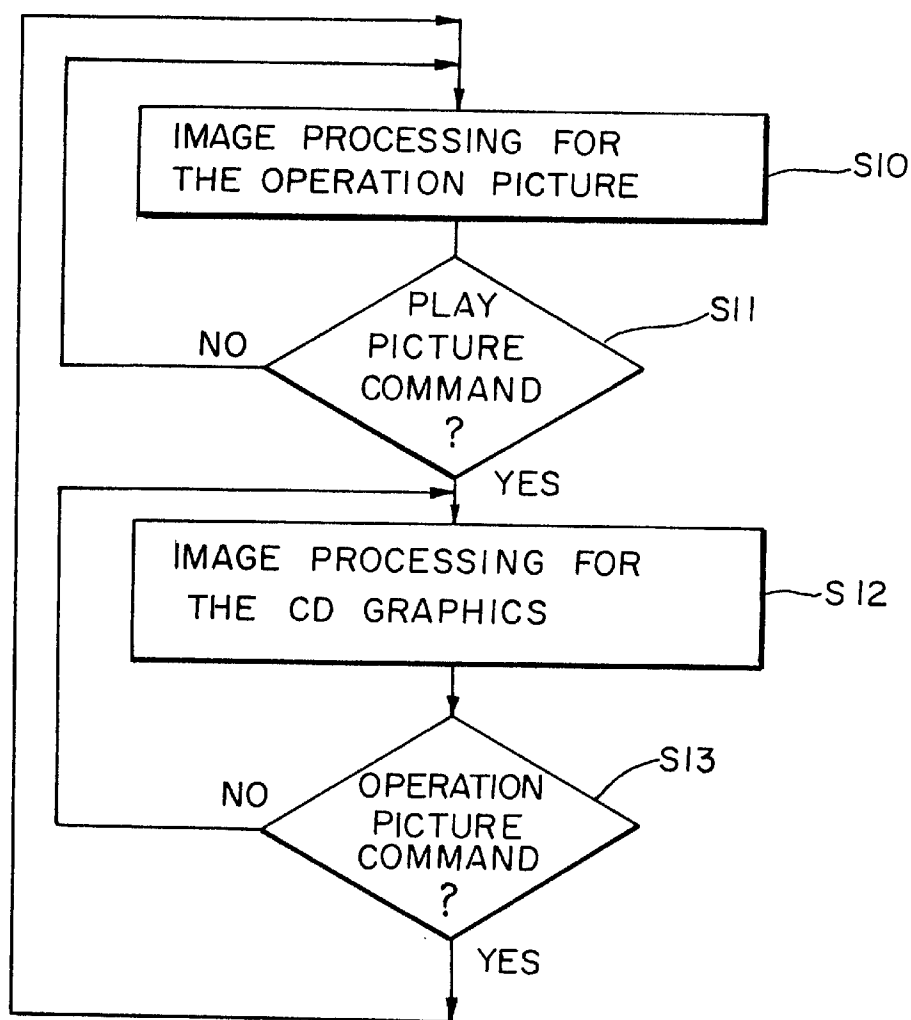 IMAGE PROCESSING FOR
THE OPERATION PICTURE
S10
PLAY
PICTURE
COMMAND
?
S11
NO
YES
IMAGE PROCESSING FOR
THE CD GRAPHICS
S12
OPERATION
PICTURE
COMMAND
?
S13
NO
YES